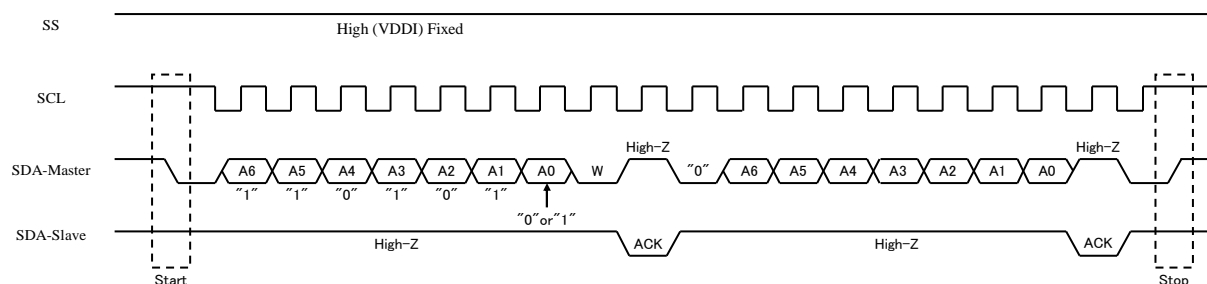 SS
High (VDDI) Fixed
SCL
High-Z High-Z
SDA-Master A6 A5 A4 A3 A2 A1 A0 W "0" A6 A5 A4 A3 A2 A1 A0
"1" "1" "0" "1" "0" "1"
"0"or"1"
SDA-Slave
High-Z ACK High-Z ACK
Start Stop